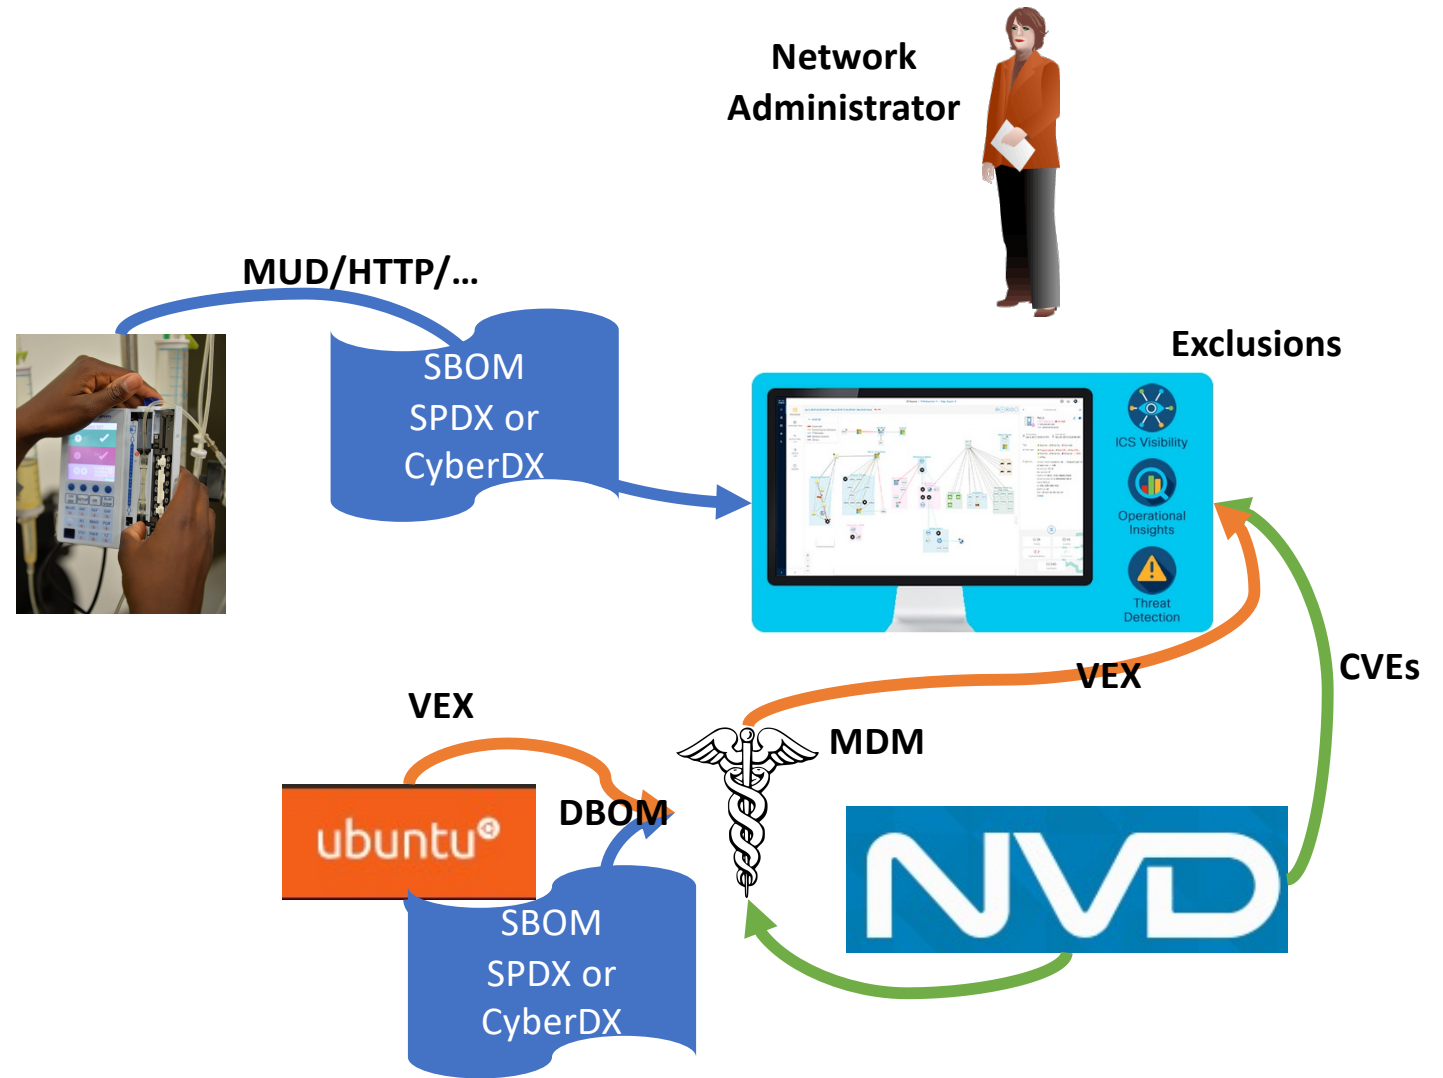 Network
Administrator
MUD/HTTP/...
SBOM
SPDX or
CyberDX
Exclusions
ICS Visibility
Operational
Insights
Threat
Detection
VEX
CVEs
VEX
MDM
DBOM
ubuntu
NVD
SBOM
SPDX or
CyberDX